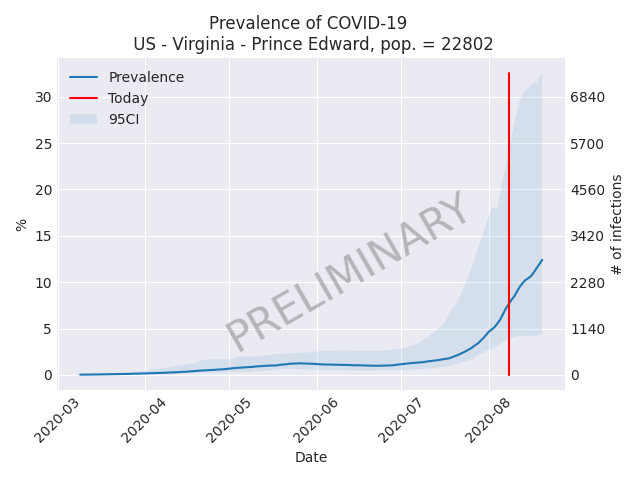 Prevalence of COVID-19
US - Virginia - Prince Edward, pop. = 22802
Prevalence
Today
95CI
30
25
20
15
10
5
0
%
6840
5700
4560
3420
2280
1140
0
# of infections
PRELIMINARY
2020-03
2020-04
2020-05
2020-06
2020-07
2020-08
Date